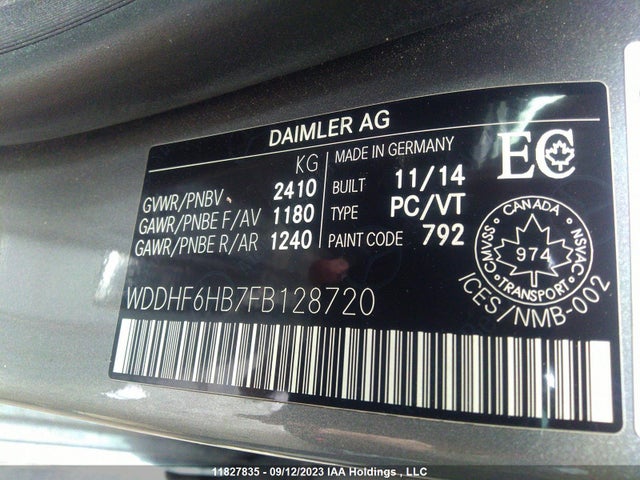 DAIMLER AG
KG
GVWR/PNBV 2410
GAWR/PNBE F/AV 1180
GAWR/PNBE R/AR 1240
MADE IN GERMANY
BUILT 11/14
TYPE PC/VT
PAINT CODE 792
EC
CANADA
CMVSS 974 NSVAC
TRANSPORT
ICES/NMB-002
WDDHF6HB7FB128720
11827835 - 09/12/2023 IAA Holdings , LLC